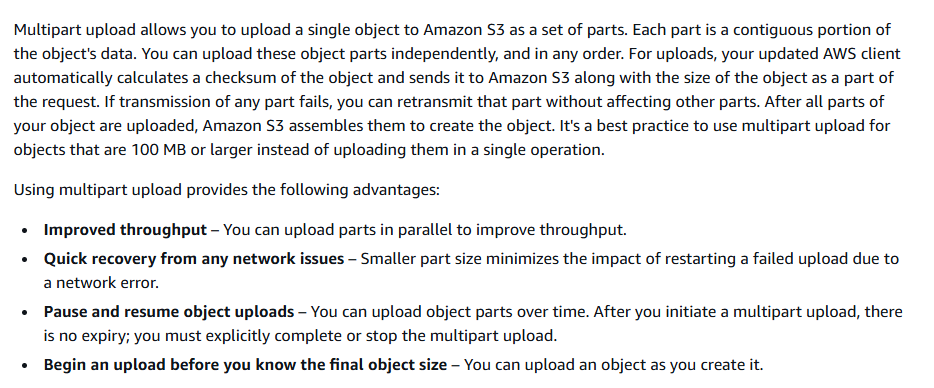 Multipart upload allows you to upload a single object to Amazon S3 as a set of parts. Each part is a contiguous portion of
the object's data. You can upload these object parts independently, and in any order. For uploads, your updated AWS client
automatically calculates a checksum of the object and sends it to Amazon S3 along with the size of the object as a part of
the request. If transmission of any part fails, you can retransmit that part without affecting other parts. After all parts of
your object are uploaded, Amazon S3 assembles them to create the object. It's a best practice to use multipart upload for
objects that are 100 MB or larger instead of uploading them in a single operation.
Using multipart upload provides the following advantages:
• Improved throughput – You can upload parts in parallel to improve throughput.
• Quick recovery from any network issues – Smaller part size minimizes the impact of restarting a failed upload due to
a network error.
• Pause and resume object uploads – You can upload object parts over time. After you initiate a multipart upload, there
is no expiry; you must explicitly complete or stop the multipart upload.
• Begin an upload before you know the final object size – You can upload an object as you create it.